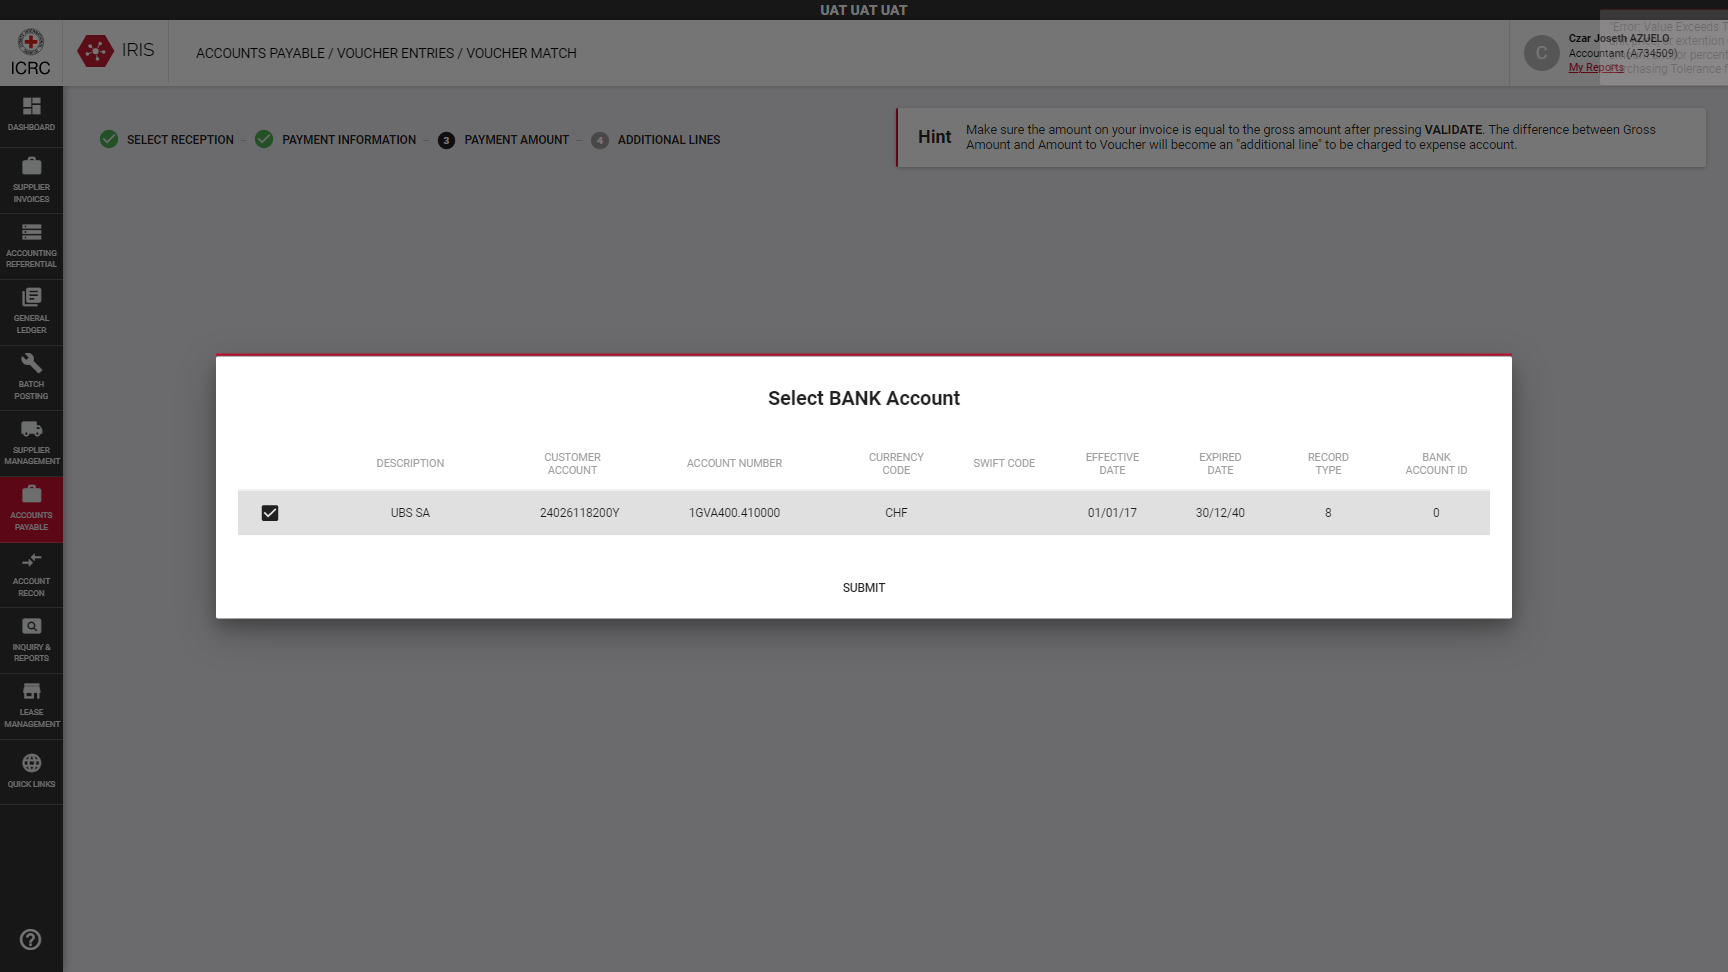 UAT UAT UAT
ICRC
IRIS
ACCOUNTS PAYABLE / VOUCHER ENTRIES / VOUCHER MATCH
C
Czar Joseth AZUELO
Accountant (A734509)
My Reports
"Error: Value Exceeds T
extention
percent
Purchasing Tolerance f
DASHBOARD
SUPPLIER
INVOICES
ACCOUNTING
REFERENTIAL
GENERAL
LEDGER
BATCH
POSTING
SUPPLIER
MANAGEMENT
ACCOUNTS
PAYABLE
ACCOUNT
RECON
INQUIRY &
REPORTS
LEASE
MANAGEMENT
QUICK LINKS
SELECT RECEPTION
PAYMENT INFORMATION
3 PAYMENT AMOUNT
4 ADDITIONAL LINES
Hint
Make sure the amount on your invoice is equal to the gross amount after pressing VALIDATE. The difference between Gross
Amount and Amount to Voucher will become an "additional line" to be charged to expense account.
Select BANK Account
DESCRIPTION
CUSTOMER
ACCOUNT
ACCOUNT NUMBER
CURRENCY
CODE
SWIFT CODE
EFFECTIVE
DATE
EXPIRED
DATE
RECORD
TYPE
BANK
ACCOUNT ID
UBS SA 24026118200Y 1GVA400.410000 CHF 01/01/17 30/12/40 8 0
SUBMIT